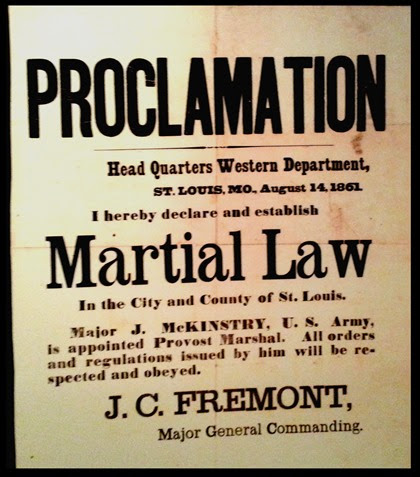 PROCLAMATION
Head Quarters Western Department,
ST. LOUIS, MO., August 14, 1861.
I hereby declare and establish
Martial Law
In the City and County of St. Louis.
Major J. McKINSTRY, U. S. Army,
is appointed Provost Marshal. All orders
and regulations issued by him will be re-
spected and obeyed.
J. C. FREMONT,
Major General Commanding.